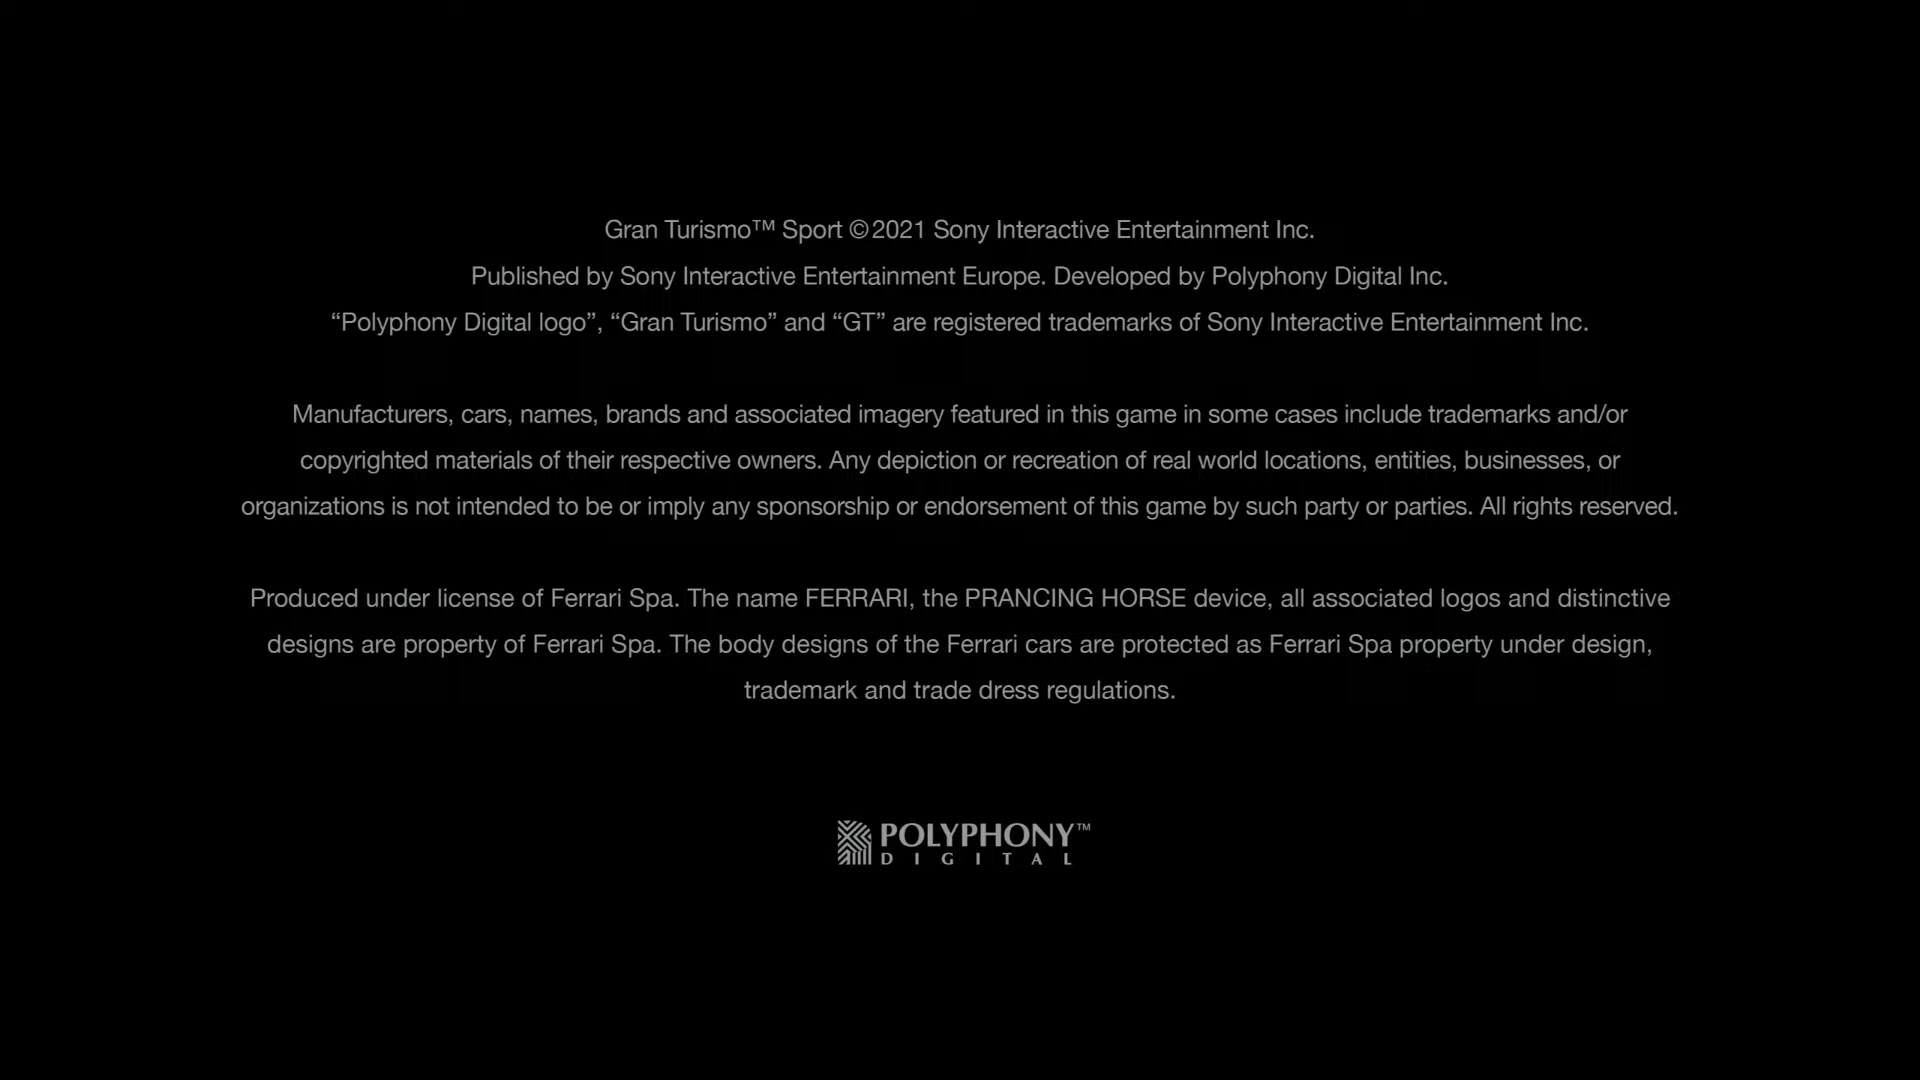 Gran Turismo™ Sport ©2021 Sony Interactive Entertainment Inc.
Published by Sony Interactive Entertainment Europe. Developed by Polyphony Digital Inc.
“Polyphony Digital logo”, “Gran Turismo” and “GT” are registered trademarks of Sony Interactive Entertainment Inc.
Manufacturers, cars, names, brands and associated imagery featured in this game in some cases include trademarks and/or
copyrighted materials of their respective owners. Any depiction or recreation of real world locations, entities, businesses, or
organizations is not intended to be or imply any sponsorship or endorsement of this game by such party or parties. All rights reserved.
Produced under license of Ferrari Spa. The name FERRARI, the PRANCING HORSE device, all associated logos and distinctive
designs are property of Ferrari Spa. The body designs of the Ferrari cars are protected as Ferrari Spa property under design,
trademark and trade dress regulations.
POLYPHONY™
DIGITAL